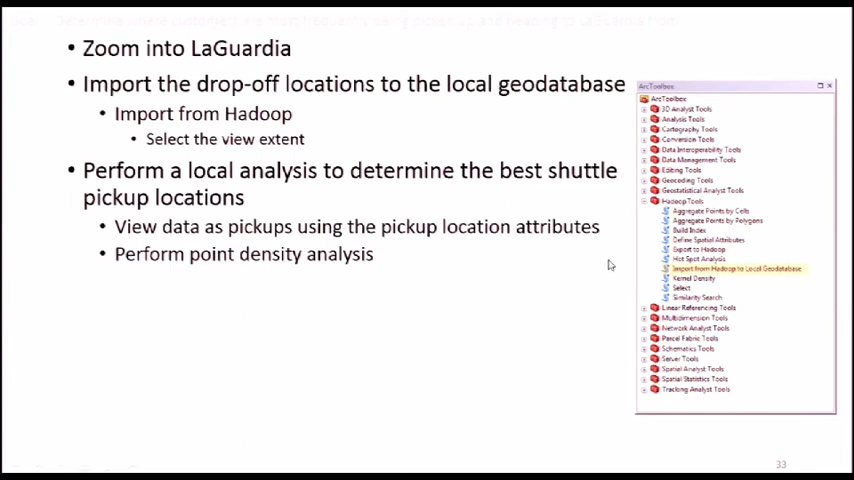 • Zoom into LaGuardia
• Import the drop-off locations to the local geodatabase
• Import from Hadoop
• Select the view extent
• Perform a local analysis to determine the best shuttle
pickup locations
• View data as pickups using the pickup location attributes
• Perform point density analysis
ArcToolbox
ArcToolbox
3D Analyst Tools
Analysis Tools
Cartography Tools
Conversion Tools
Data Interoperability Tools
Data Management Tools
Editing Tools
Geocoding Tools
Geostatistical Analyst Tools
HadoopTools
Aggregate Points by Cells
Aggregate Points by Polygons
Build Index
Define Spatial Attributes
Export to Hadoop
Hot Spot Analysis
Import from Hadoop to Local Geodatabase
Kernel Density
Select
Similarity Search
Linear Referencing Tools
Multidimension Tools
Network Analyst Tools
Parcel Fabric Tools
Schematics Tools
Server Tools
Spatial Analyst Tools
Spatial Statistics Tools
Tracking Analyst Tools
33